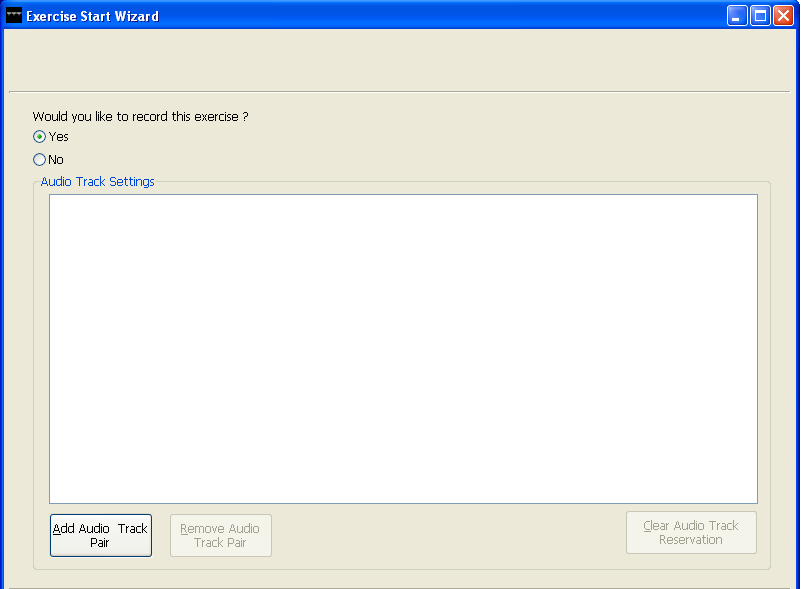 Exercise Start Wizard
Would you like to record this exercise ?
Yes
No
Audio Track Settings
Add Audio Track
Pair
Remove Audio
Track Pair
Clear Audio Track
Reservation